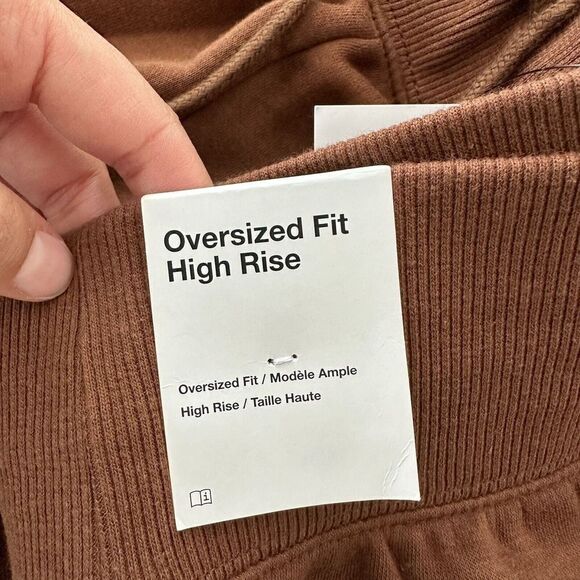 Oversized Fit
High Rise
Oversized Fit / Modèle Ample
High Rise / Taille Haute
i